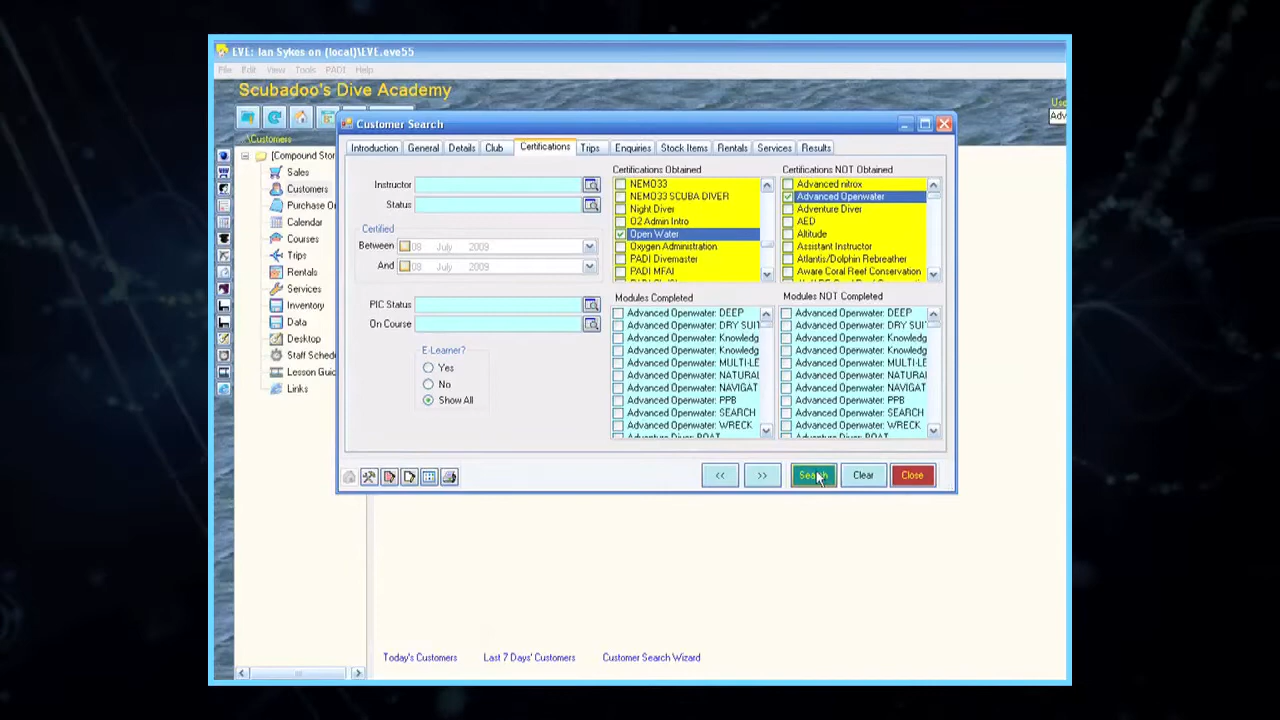 EVE: Ian Sykes on (local)\EVE.eve55
File Edit View Tools PADI Help
Scubadoo's Dive Academy
\Customers
[Compound Stor
Sales
Customers
Purchase Or
Calendar
Courses
Trips
Rentals
Services
Inventory
Data
Desktop
Staff Schedu
Lesson Guid
Links
Customer Search
Introduction General Details Club Certifications Trips Enquiries Stock Items Rentals Services Results
Instructor
Status
Certified
Between 08 July 2009
And 08 July 2009
PIC Status
On Course
E-Learner?
Yes
No
Show All
Certifications Obtained
NEMO33
NEMO33 SCUBA DIVER
Night Diver
O2 Admin Intro
Open Water
Oxygen Administration
PADI Divemaster
PADI MFAI
Certifications NOT Obtained
Advanced nitrox
Advanced Openwater
Adventure Diver
AED
Altitude
Assistant Instructor
Atlantis/Dolphin Rebreather
Aware Coral Reef Conservation
Modules Completed
Advanced Openwater: DEEP
Advanced Openwater: DRY SUI
Advanced Openwater: Knowledg
Advanced Openwater: Knowledg
Advanced Openwater: MULTI-LE
Advanced Openwater: NATURAL
Advanced Openwater: NAVIGAT
Advanced Openwater: PPB
Advanced Openwater: SEARCH
Advanced Openwater: WRECK
Adventure Diver: BOAT
Modules NOT Completed
Advanced Openwater: DEEP
Advanced Openwater: DRY SUI
Advanced Openwater: Knowledg
Advanced Openwater: Knowledg
Advanced Openwater: MULTI-LE
Advanced Openwater: NATURAL
Advanced Openwater: NAVIGAT
Advanced Openwater: PPB
Advanced Openwater: SEARCH
Advanced Openwater: WRECK
Adventure Diver: BOAT
<< >> Search Clear Close
Today's Customers Last 7 Days' Customers Customer Search Wizard